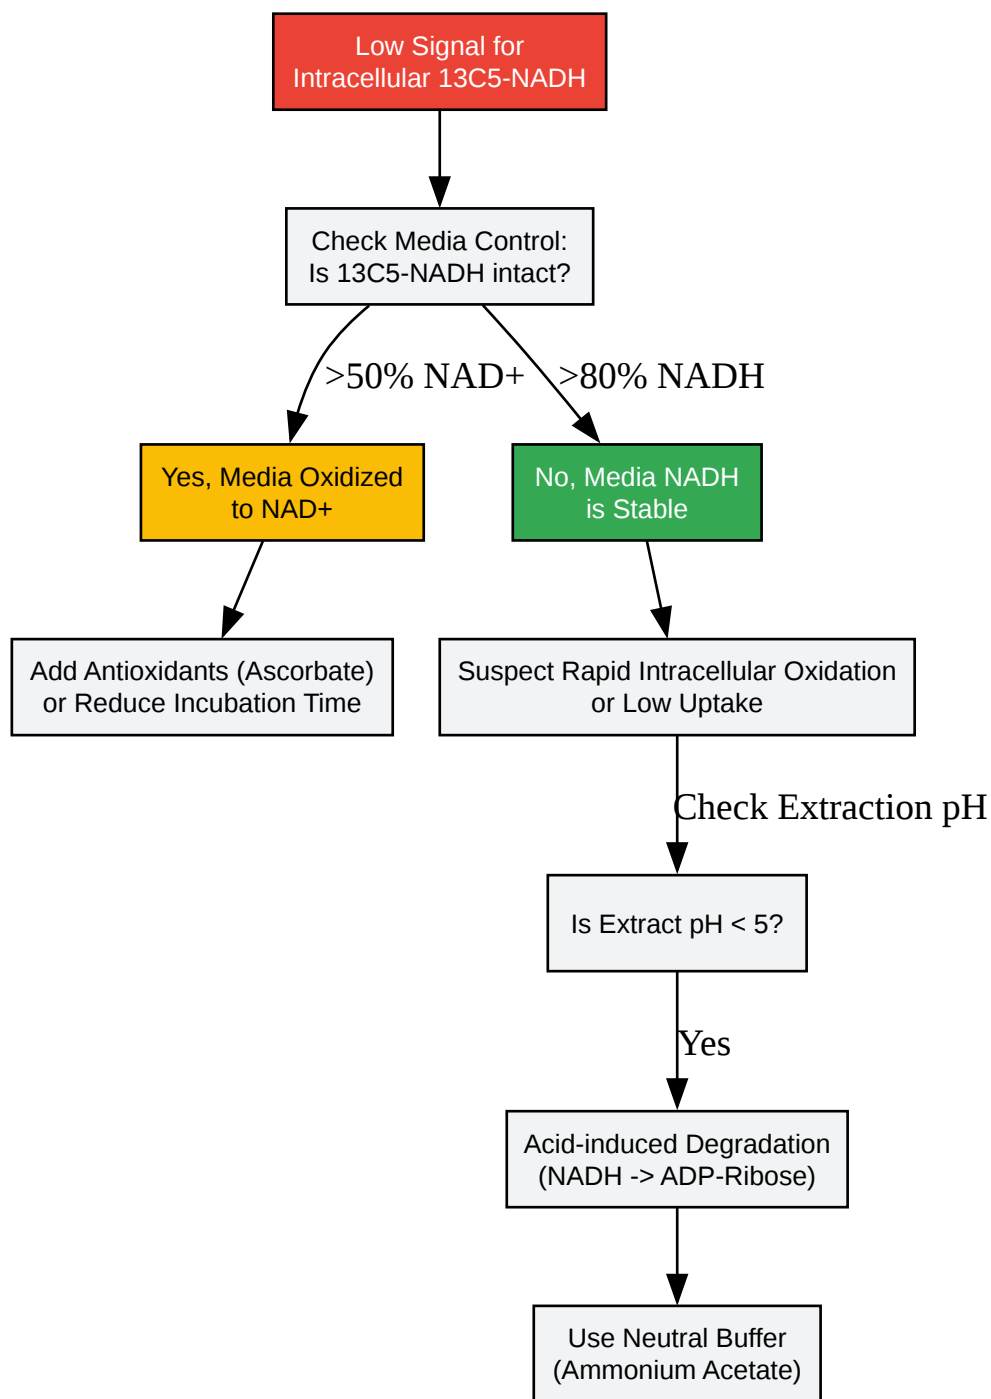 Low Signal for
Intracellular 13C5-NADH
Check Media Control:
Is 13C5-NADH intact?
>50% NAD+
>80% NADH
Yes, Media Oxidized
to NAD+
No, Media NADH
is Stable
Add Antioxidants (Ascorbate)
or Reduce Incubation Time
Suspect Rapid Intracellular Oxidation
or Low Uptake
Check Extraction pH
Is Extract pH < 5?
Yes
Acid-induced Degradation
(NADH -> ADP-Ribose)
Use Neutral Buffer
(Ammonium Acetate)